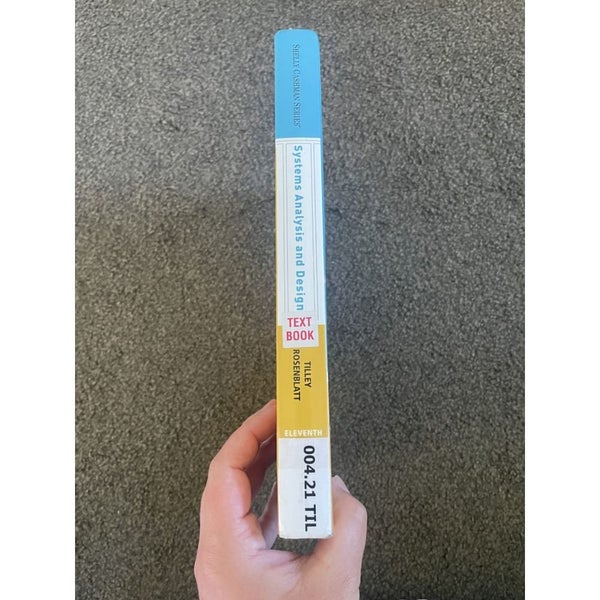 SHELLY CASHMAN SERIES®
Systems Analysis and Design
TEXT
BOOK
TILLEY
ROSENBLATT
ELEVENTH
004.21 TIL